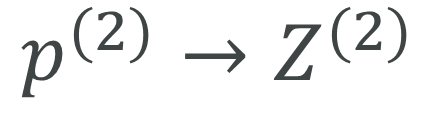 p^{(2)} → Z^{(2)}